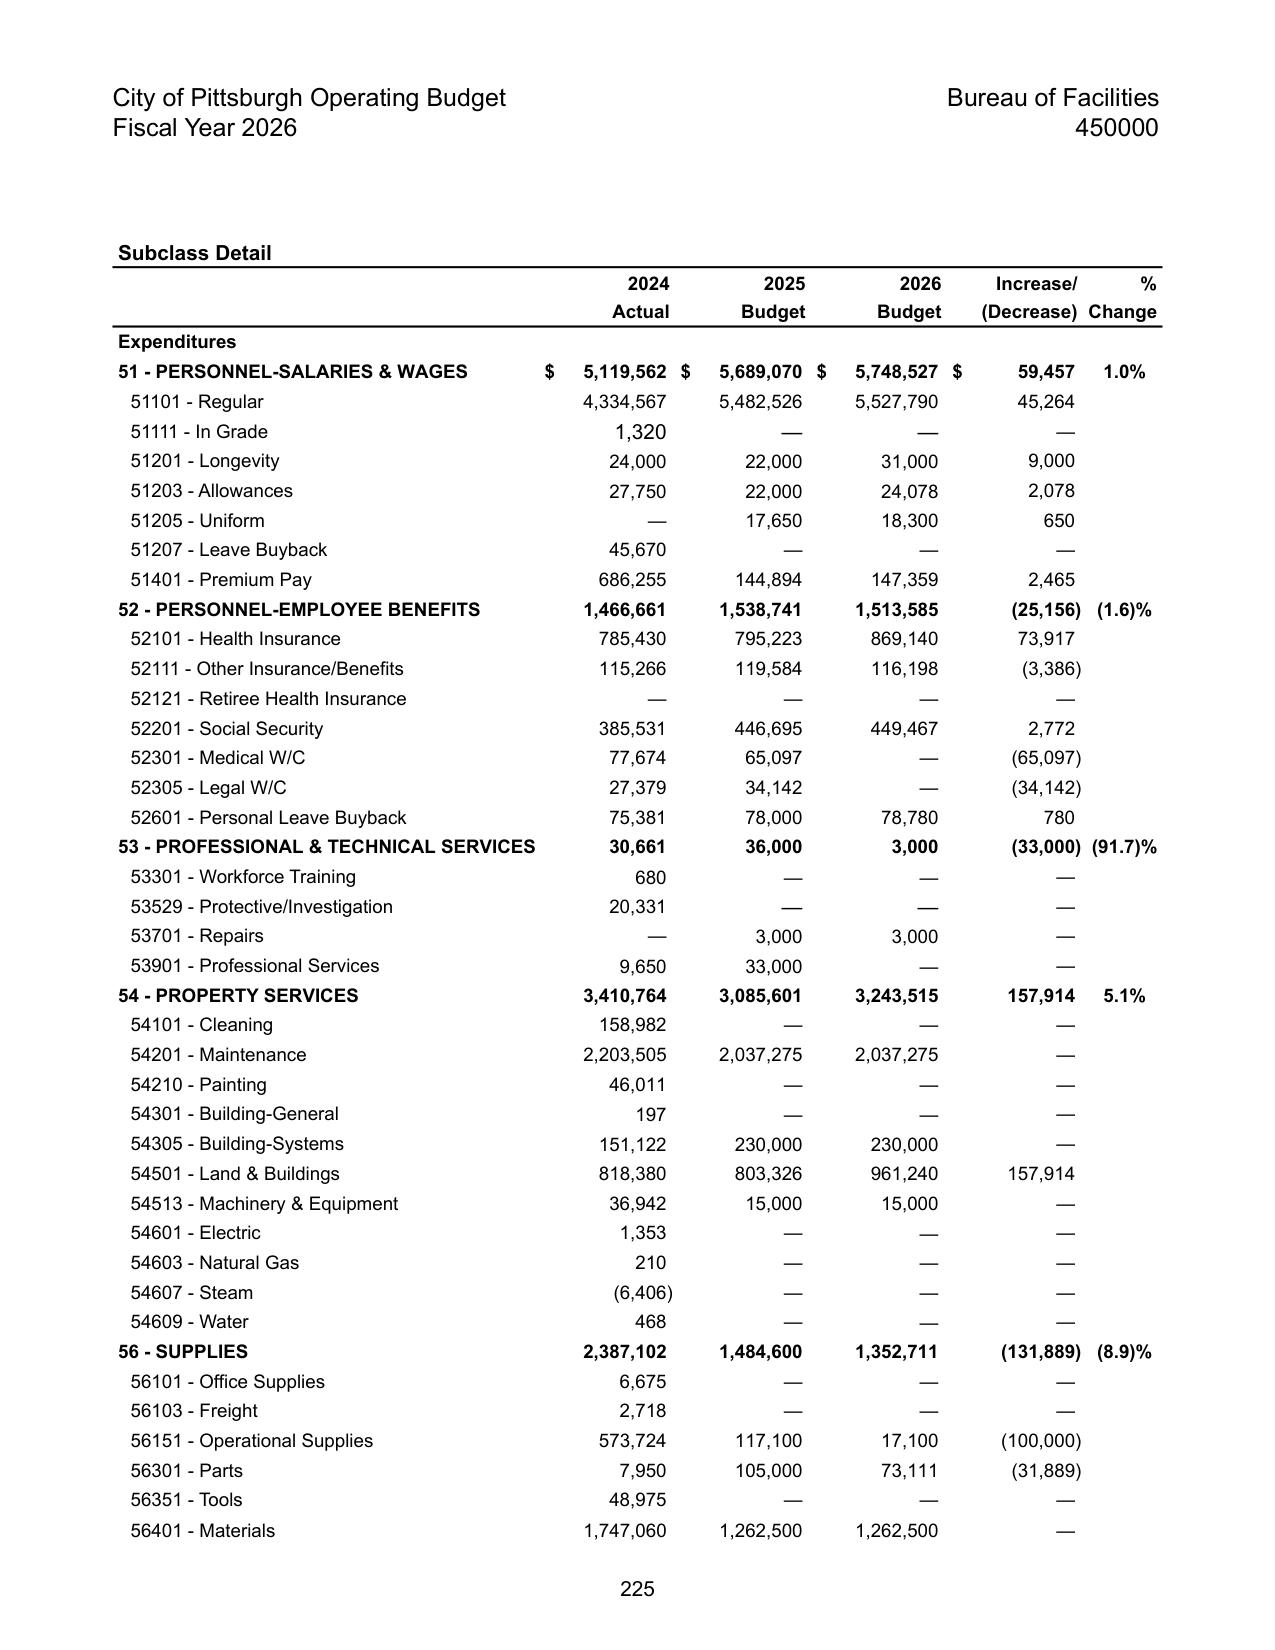 City of Pittsburgh Operating Budget Bureau of Facilities
Fiscal Year 2026 450000
Subclass Detail
2024 2025 2026 Increase/ %
Actual Budget Budget (Decrease) Change
Expenditures
51 - PERSONNEL-SALARIES & WAGES $ 5,119,562 $ 5,689,070 $ 5,748,527 $ 59,457 1.0%
51101 - Regular 4,334,567 5,482,526 5,527,790 45,264
51111 - In Grade 1,320 — — —
51201 - Longevity 24,000 22,000 31,000 9,000
51203 - Allowances 27,750 22,000 24,078 2,078
51205 - Uniform — 17,650 18,300 650
51207 - Leave Buyback 45,670 — — —
51401 - Premium Pay 686,255 144,894 147,359 2,465
52 - PERSONNEL-EMPLOYEE BENEFITS 1,466,661 1,538,741 1,513,585 (25,156) (1.6)%
52101 - Health Insurance 785,430 795,223 869,140 73,917
52111 - Other Insurance/Benefits 115,266 119,584 116,198 (3,386)
52121 - Retiree Health Insurance — — — —
52201 - Social Security 385,531 446,695 449,467 2,772
52301 - Medical W/C 77,674 65,097 — (65,097)
52305 - Legal W/C 27,379 34,142 — (34,142)
52601 - Personal Leave Buyback 75,381 78,000 78,780 780
53 - PROFESSIONAL & TECHNICAL SERVICES 30,661 36,000 3,000 (33,000) (91.7)%
53301 - Workforce Training 680 — — —
53529 - Protective/Investigation 20,331 — — —
53701 - Repairs — 3,000 3,000 —
53901 - Professional Services 9,650 33,000 — —
54 - PROPERTY SERVICES 3,410,764 3,085,601 3,243,515 157,914 5.1%
54101 - Cleaning 158,982 — — —
54201 - Maintenance 2,203,505 2,037,275 2,037,275 —
54210 - Painting 46,011 — — —
54301 - Building-General 197 — — —
54305 - Building-Systems 151,122 230,000 230,000 —
54501 - Land & Buildings 818,380 803,326 961,240 157,914
54513 - Machinery & Equipment 36,942 15,000 15,000 —
54601 - Electric 1,353 — — —
54603 - Natural Gas 210 — — —
54607 - Steam (6,406) — — —
54609 - Water 468 — — —
56 - SUPPLIES 2,387,102 1,484,600 1,352,711 (131,889) (8.9)%
56101 - Office Supplies 6,675 — — —
56103 - Freight 2,718 — — —
56151 - Operational Supplies 573,724 117,100 17,100 (100,000)
56301 - Parts 7,950 105,000 73,111 (31,889)
56351 - Tools 48,975 — — —
56401 - Materials 1,747,060 1,262,500 1,262,500 —
225